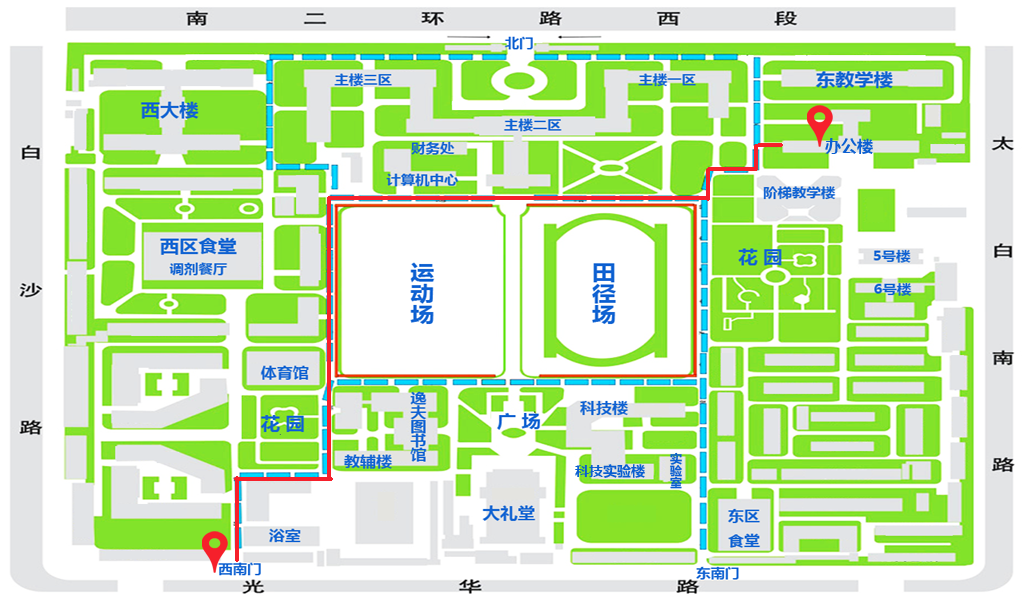 南二环路西段
北门
主楼三区
主楼一区
东教学楼
西大楼
主楼二区
财务处
办公楼
白沙路
太白南路
计算机中心
阶梯教学楼
西区食堂
调剂餐厅
运动场
田径场
花园
5号楼
6号楼
体育馆
花园
逸夫图书馆
广场
科技楼
教辅楼
科技实验楼
实验室
大礼堂
东区
食堂
浴室
西南门
东南门
光华路